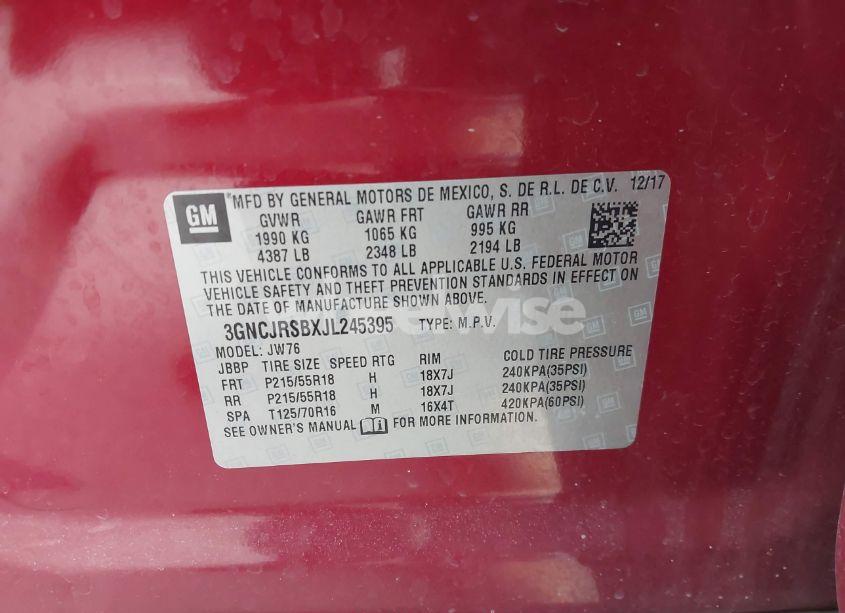 GM
*MFD BY GENERAL MOTORS DE MEXICO, S. DE R.L. DE C.V. 12/17
GVWR GAWR FRT GAWR RR
1990 KG 1065 KG 995 KG
4387 LB 2348 LB 2194 LB
THIS VEHICLE CONFORMS TO ALL APPLICABLE U.S. FEDERAL MOTOR
VEHICLE SAFETY AND THEFT PREVENTION STANDARDS IN EFFECT ON
THE DATE OF MANUFACTURE SHOWN ABOVE.
3GNCJRSBXJL245395 TYPE: M.P.V.
MODEL: JW76
JBBP TIRE SIZE SPEED RTG RIM COLD TIRE PRESSURE
FRT P215/55R18 H 18X7J 240KPA(35PSI)
RR P215/55R18 H 18X7J 240KPA(35PSI)
SPA T125/70R16 M 16X4T 420KPA(60PSI)
SEE OWNER'S MANUAL FOR MORE INFORMATION.